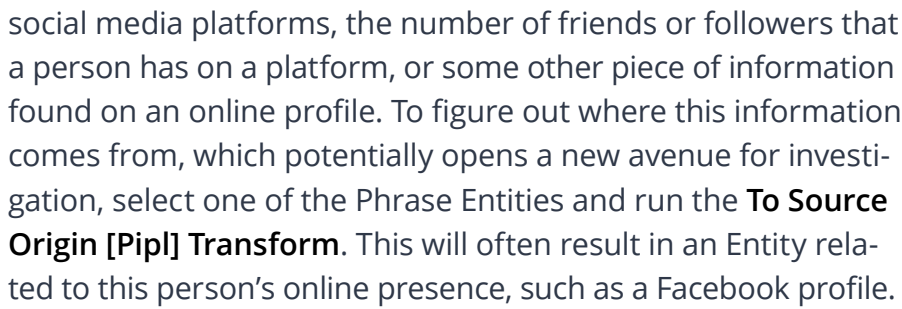 social media platforms, the number of friends or followers that
a person has on a platform, or some other piece of information
found on an online profile. To figure out where this information
comes from, which potentially opens a new avenue for investi-
gation, select one of the Phrase Entities and run the To Source
Origin [Pipl] Transform. This will often result in an Entity rela-
ted to this person’s online presence, such as a Facebook profile.